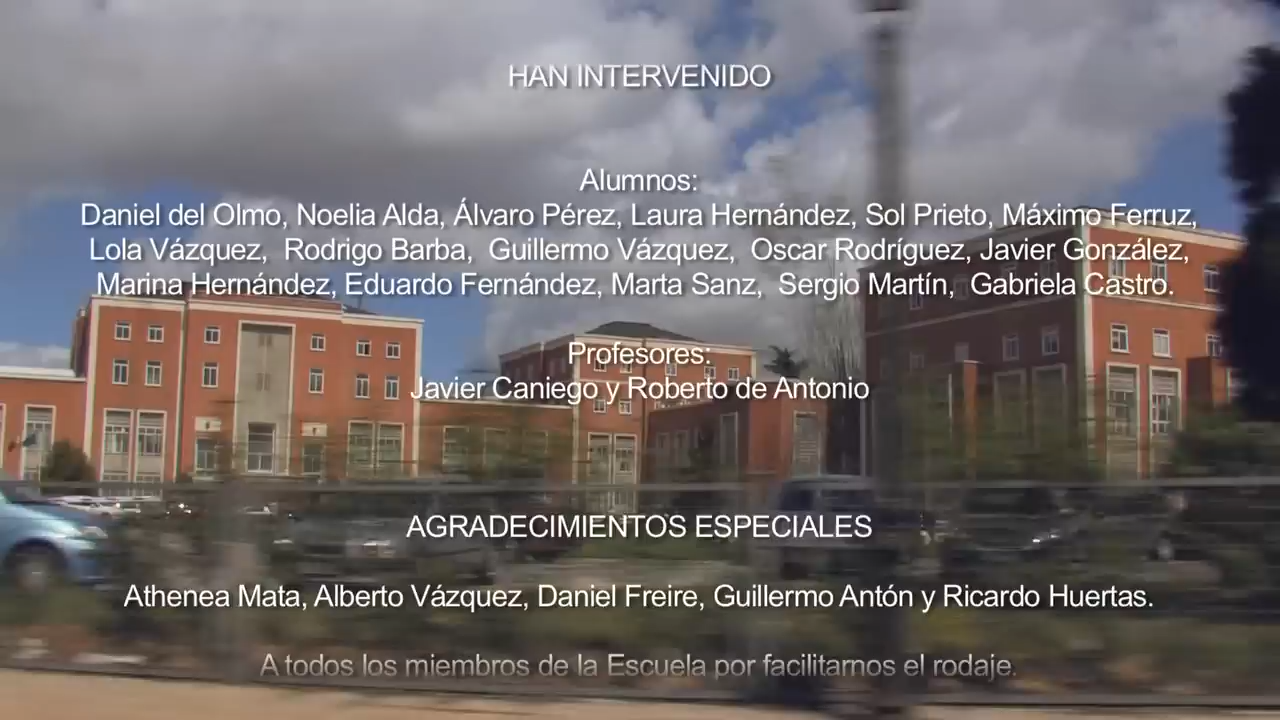 HAN INTERVENIDO
Alumnos:
Daniel del Olmo, Noelia Alda, Álvaro Pérez, Laura Hernández, Sol Prieto, Máximo Ferruz,
Lola Vázquez, Rodrigo Barba, Guillermo Vázquez, Oscar Rodríguez, Javier González,
Marina Hernández, Eduardo Fernández, Marta Sanz, Sergio Martín, Gabriela Castro.
Profesores:
Javier Caniego y Roberto de Antonio
AGRADECIMIENTOS ESPECIALES
Athenea Mata, Alberto Vázquez, Daniel Freire, Guillermo Antón y Ricardo Huertas.
A todos los miembros de la Escuela por facilitarnos el rodaje.